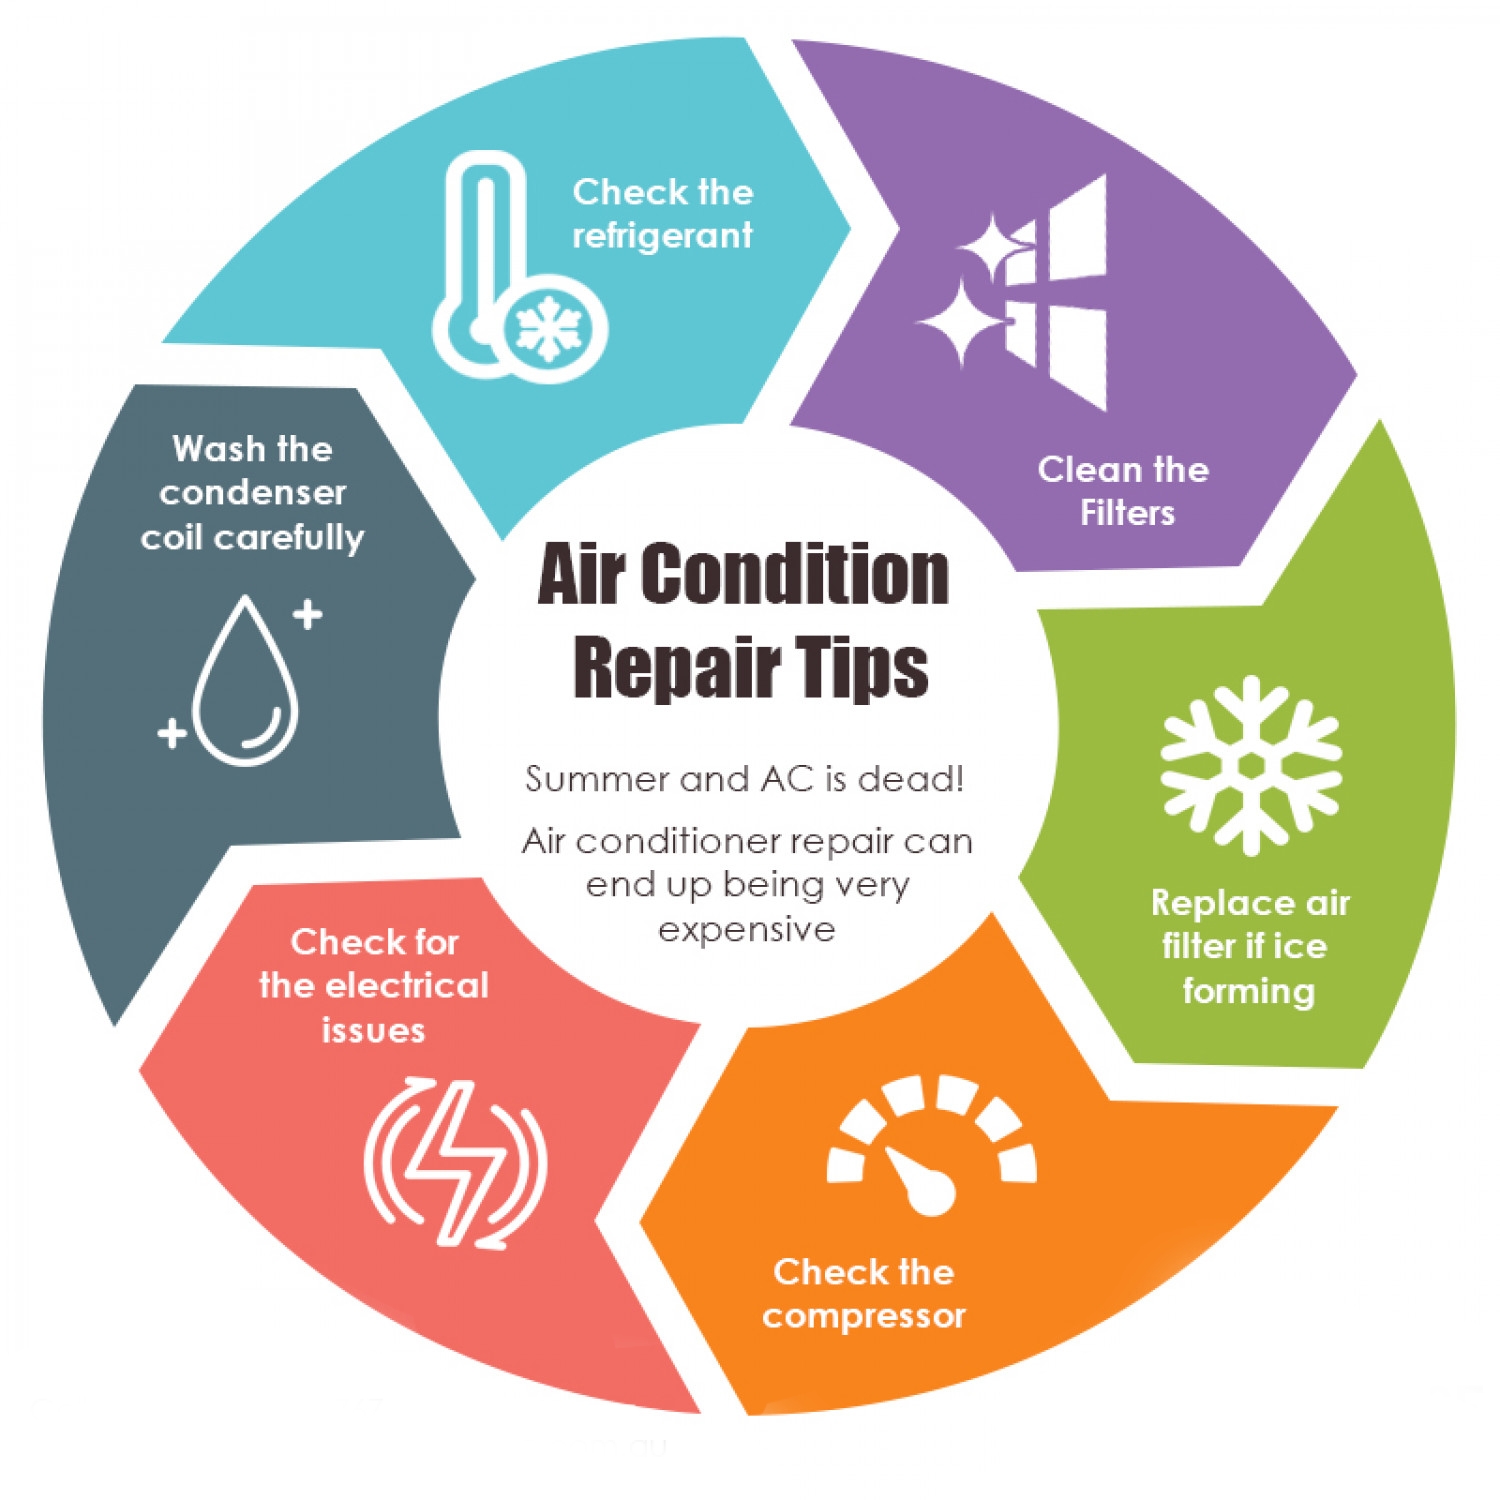 Air Condition
Repair Tips
Summer and AC is dead!
Air conditioner repair can
end up being very
expensive
Check the
refrigerant
Clean the
Filters
Replace air
filter if ice
forming
Check the
compressor
Check for
the electrical
issues
Wash the
condenser
coil carefully